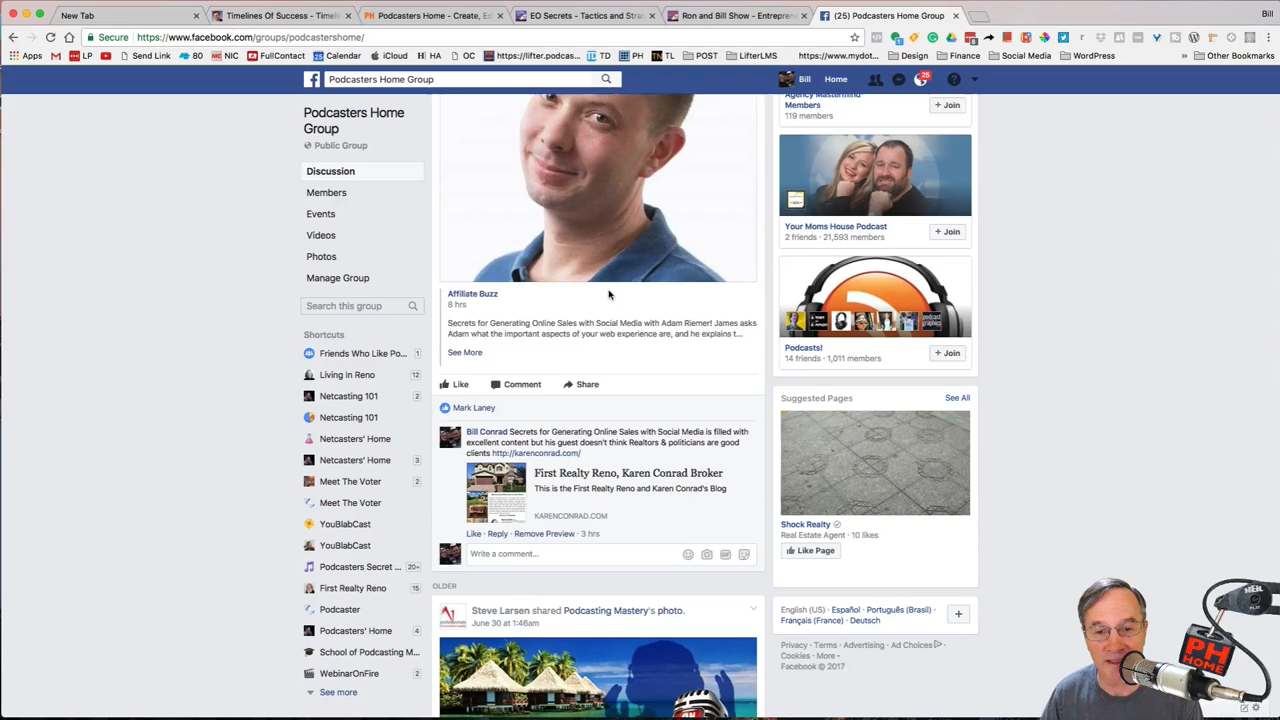 New Tab
Timelines Of Success - Timeli
Podcasters Home - Create, Ed
EO Secrets - Tactics and Strat
Ron and Bill Show - Entrepren
(25) Podcasters Home Group
Bill
Secure https://www.facebook.com/groups/podcastershome/
Apps
LP
Send Link
80
NIC
FullContact
Calendar
iCloud
HA
OC
https://lifter.podcast
TD
PH
TL
POST
LifterLMS
https://www.mydot
Design
Finance
Social Media
WordPress
Other Bookmarks
Podcasters Home Group
Bill
Home
25
Podcasters Home
Group
Public Group
Discussion
Members
Events
Videos
Photos
Manage Group
Search this group
Shortcuts
Friends Who Like Po... 1
Living in Reno 12
Netcasting 101 2
Netcasting 101
Netcasters' Home
Netcasters' Home 3
Meet The Voter 2
Meet The Voter
YouBlabCast
YouBlabCast
Podcasters Secret ... 20+
First Realty Reno 15
Podcaster
Podcasters' Home 4
School of Podcasting M...
WebinarOnFire 2
See more
Affiliate Buzz
8 hrs
Secrets for Generating Online Sales with Social Media with Adam Riemer! James asks
Adam what the important aspects of your web experience are, and he explains t...
See More
Like Comment Share
Mark Laney
Bill Conrad Secrets for Generating Online Sales with Social Media is filled with
excellent content but his guest doesn't think Realtors & politicians are good
clients http://karenconrad.com/
First Realty Reno, Karen Conrad Broker
This is the First Realty Reno and Karen Conrad's Blog
KARENCONRAD.COM
Like · Reply · Remove Preview · 3 hrs
Write a comment...
OLDER
Steve Larsen shared Podcasting Mastery's photo.
June 30 at 1:46am
Agency Mastermind
Members
119 members
+ Join
Your Moms House Podcast
2 friends · 21,593 members
+ Join
Podcasts!
14 friends · 1,011 members
+ Join
Suggested Pages
See All
Shock Realty
Real Estate Agent · 10 likes
Like Page
English (US) · Español · Português (Brasil) ·
Français (France) · Deutsch
Privacy · Terms · Advertising · Ad Choices ·
Cookies · More
Facebook © 2017
PH
HOME